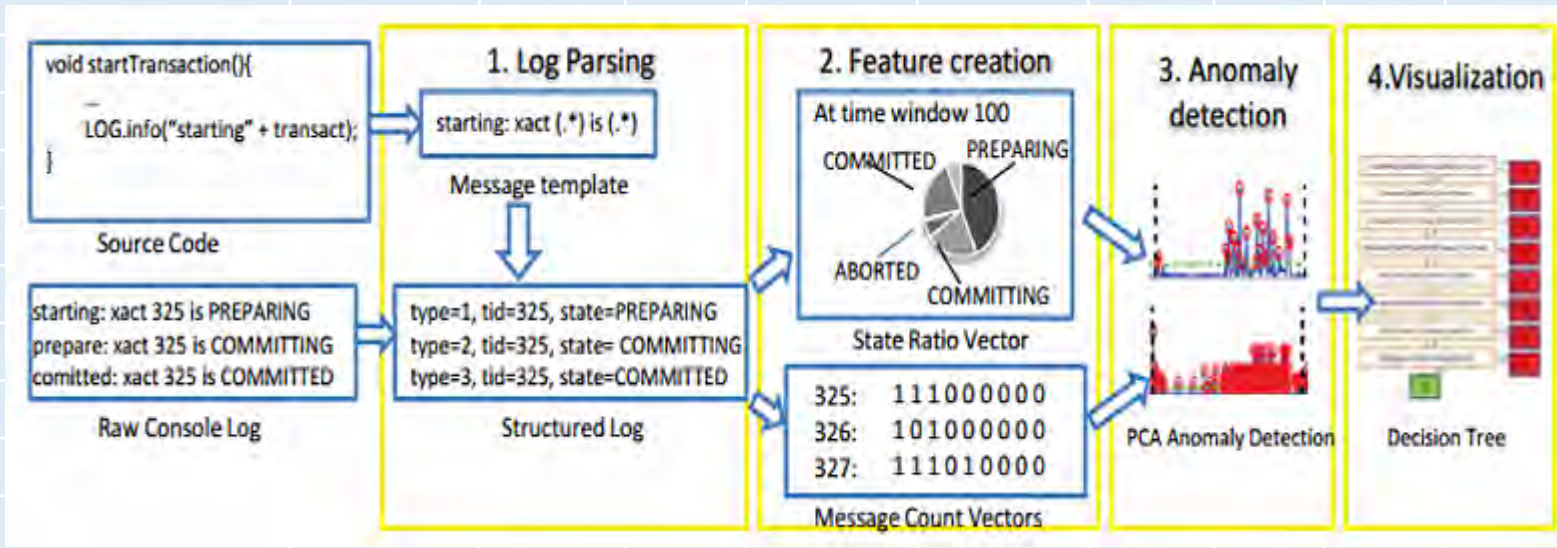 void startTransaction(){
...
LOG.info("starting" + transact);
}
Source Code
starting: xact 325 is PREPARING
prepare: xact 325 is COMMITTING
comitted: xact 325 is COMMITTED
Raw Console Log
1. Log Parsing
starting: xact (.*) is (.*)
Message template
type=1, tid=325, state=PREPARING
type=2, tid=325, state= COMMITTING
type=3, tid=325, state=COMMITTED
Structured Log
2. Feature creation
At time window 100
COMMITTED
PREPARING
ABORTED
COMMITTING
State Ratio Vector
325: 111000000
326: 101000000
327: 111010000
Message Count Vectors
3. Anomaly
detection
PCA Anomaly Detection
4.Visualization
Decision Tree